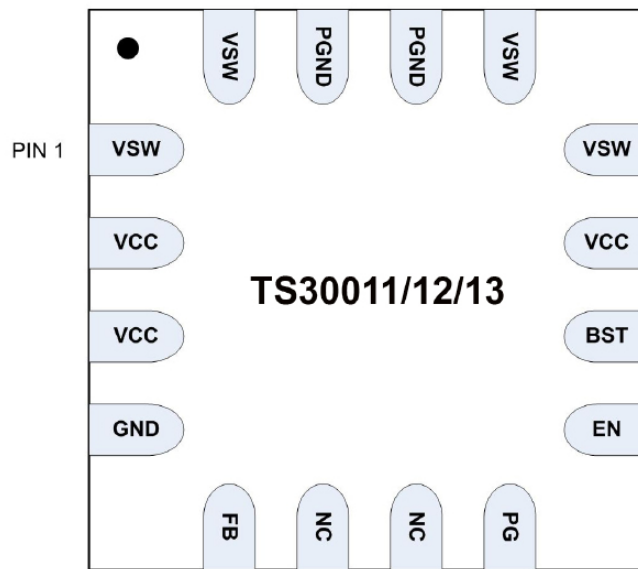 VSW PGND PGND VSW
PIN 1 VSW VSW
VCC VCC
TS30011/12/13
VCC BST
GND EN
FB NC NC PG